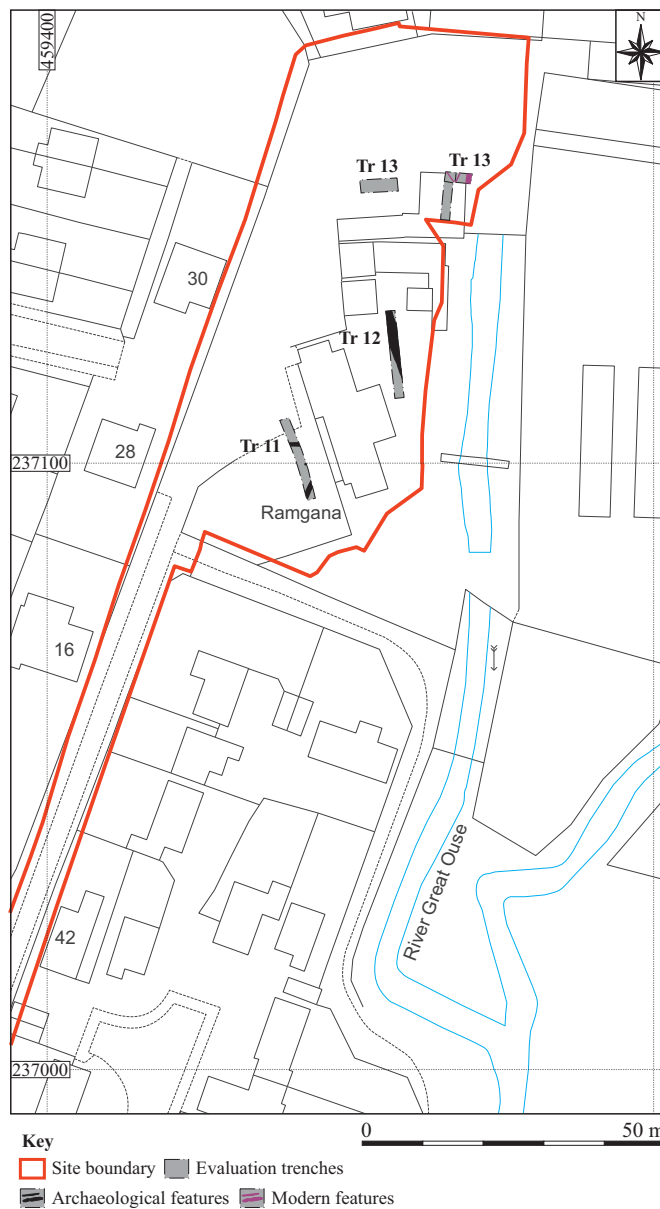 459400
N
Tr 13
Tr 13
30
Tr 12
Tr 11
28
237100
Ramgana
16
River Great Ouse
42
237000
0
50 m
Key
Site boundary
Evaluation trenches
Archaeological features
Modern features